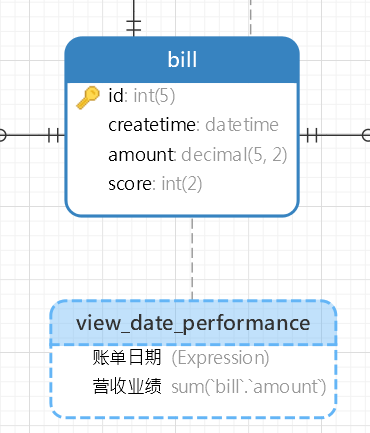 bill
id: int(5)
createtime: datetime
amount: decimal(5, 2)
score: int(2)
view_date_performance
账单日期 (Expression)
营收业绩 sum(`bill`.`amount`)